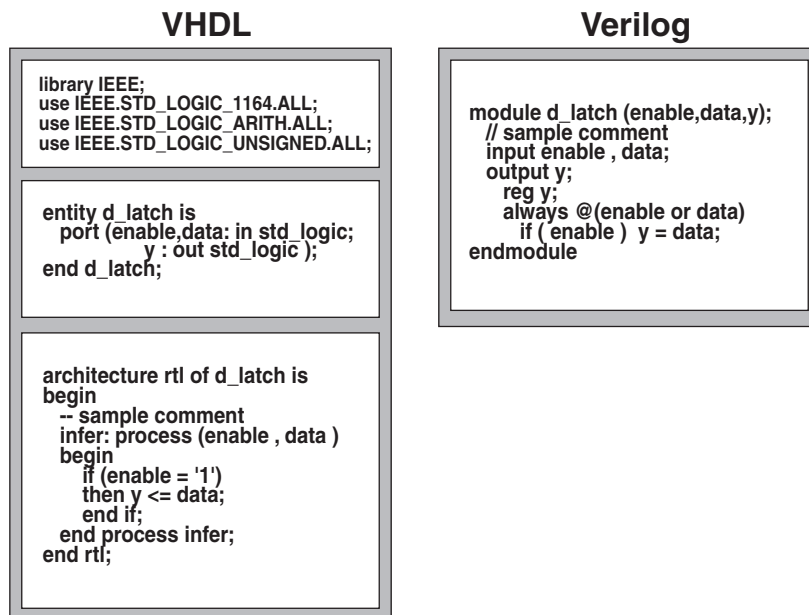 VHDL
library IEEE;
use IEEE.STD_LOGIC_1164.ALL;
use IEEE.STD_LOGIC_ARITH.ALL;
use IEEE.STD_LOGIC_UNSIGNED.ALL;
entity d_latch is
port (enable,data: in std_logic;
y : out std_logic );
end d_latch;
architecture rtl of d_latch is
begin
-- sample comment
infer: process (enable , data )
begin
if (enable = '1')
then y <= data;
end if;
end process infer;
end rtl;
Verilog
module d_latch (enable,data,y);
// sample comment
input enable , data;
output y;
reg y;
always @(enable or data)
if ( enable ) y = data;
endmodule